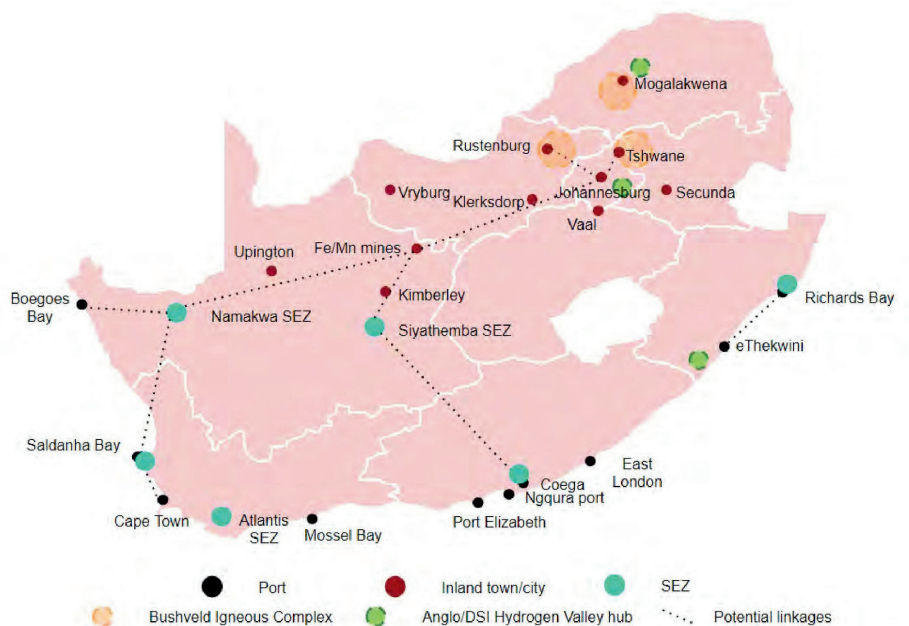 Mogalakwena
Rustenburg
Tshwane
Johannesburg
Vryburg
Klerksdorp
Secunda
Vaal
Upington
Fe/Mn mines
Boegoes
Bay
Namakwa SEZ
Kimberley
Siyathemba SEZ
Richards Bay
eThekwini
Saldanha Bay
Cape Town
Atlantis
SEZ
Mossel Bay
Port Elizabeth
Coega
Ngqura port
East
London
Port
Inland town/city
SEZ
Bushveld Igneous Complex
Anglo/DSI Hydrogen Valley hub
Potential linkages